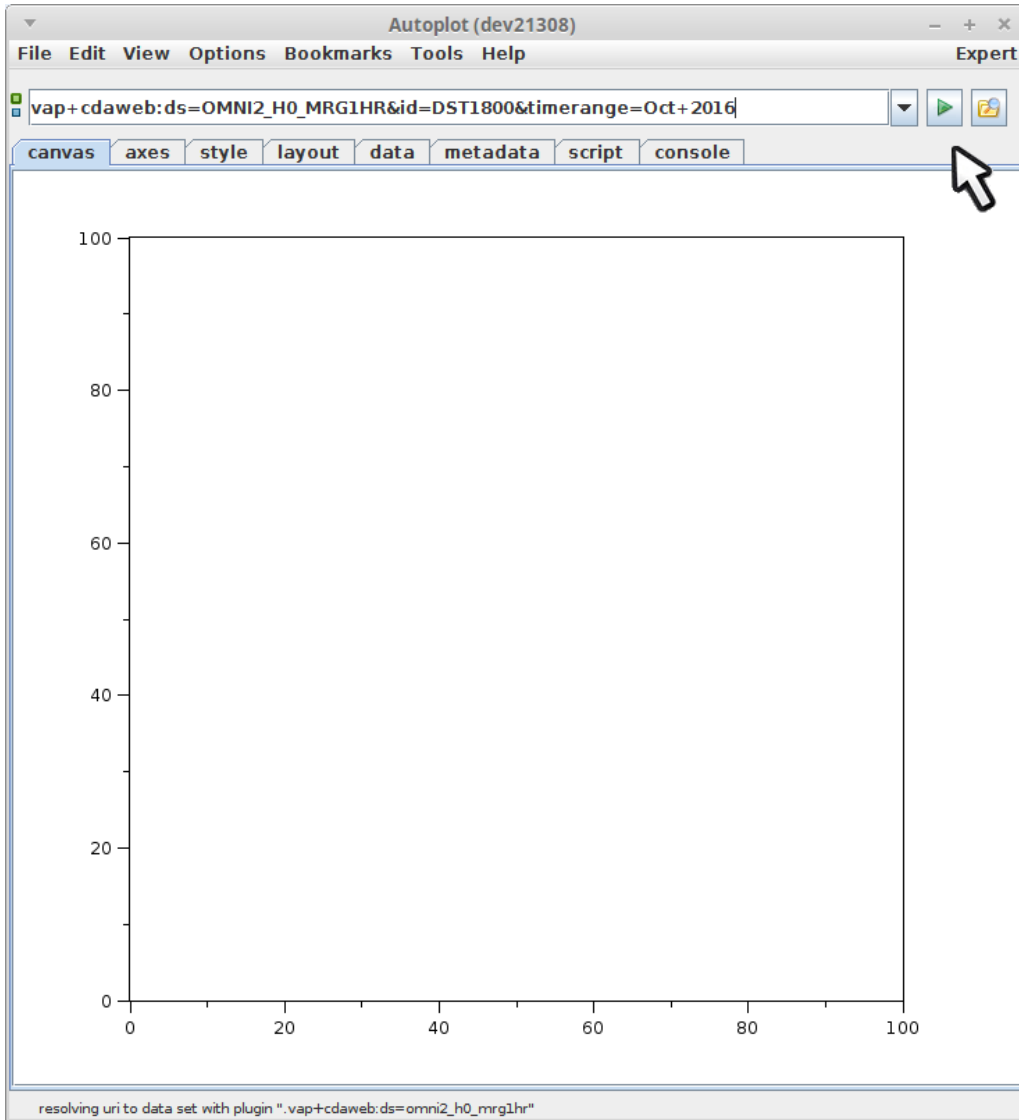 Autoplot (dev21308)
File Edit View Options Bookmarks Tools Help Expert
vap+cdaweb:ds=OMNI2_H0_MRG1HR&id=DST1800&timerange=Oct+2016
canvas axes style layout data metadata script console
100
80
60
40
20
0
0 20 40 60 80 100
resolving uri to data set with plugin ".vap+cdaweb:ds=omni2_h0_mrg1hr"